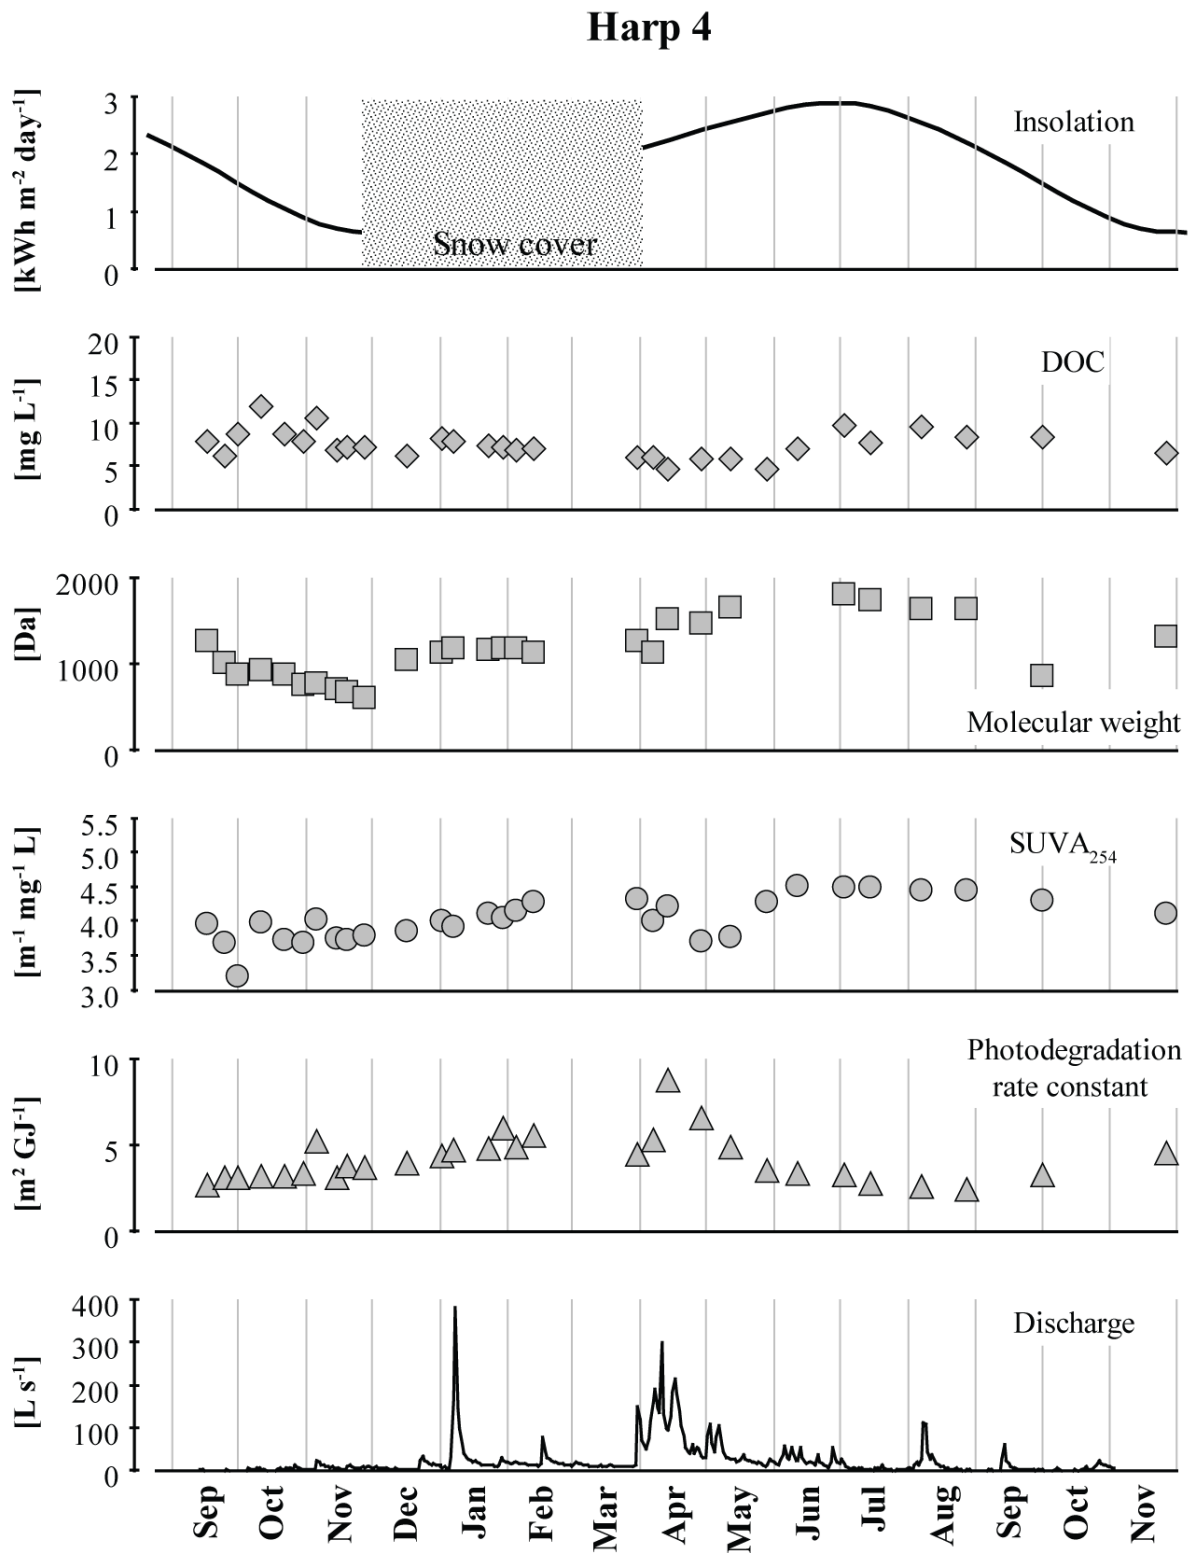 Harp 4
[kWh m⁻² day⁻¹]
3
2
1
0
Insolation
Snow cover
[mg L⁻¹]
20
15
10
5
0
DOC
[Da]
2000
1000
0
Molecular weight
[m⁻¹ mg⁻¹ L]
5.5
5.0
4.5
4.0
3.5
3.0
SUVA₂₅₄
[m² GJ⁻¹]
10
5
0
Photodegradation
rate constant
[L s⁻¹]
400
300
200
100
0
Discharge
Sep Oct Nov Dec Jan Feb Mar Apr May Jun Jul Aug Sep Oct Nov